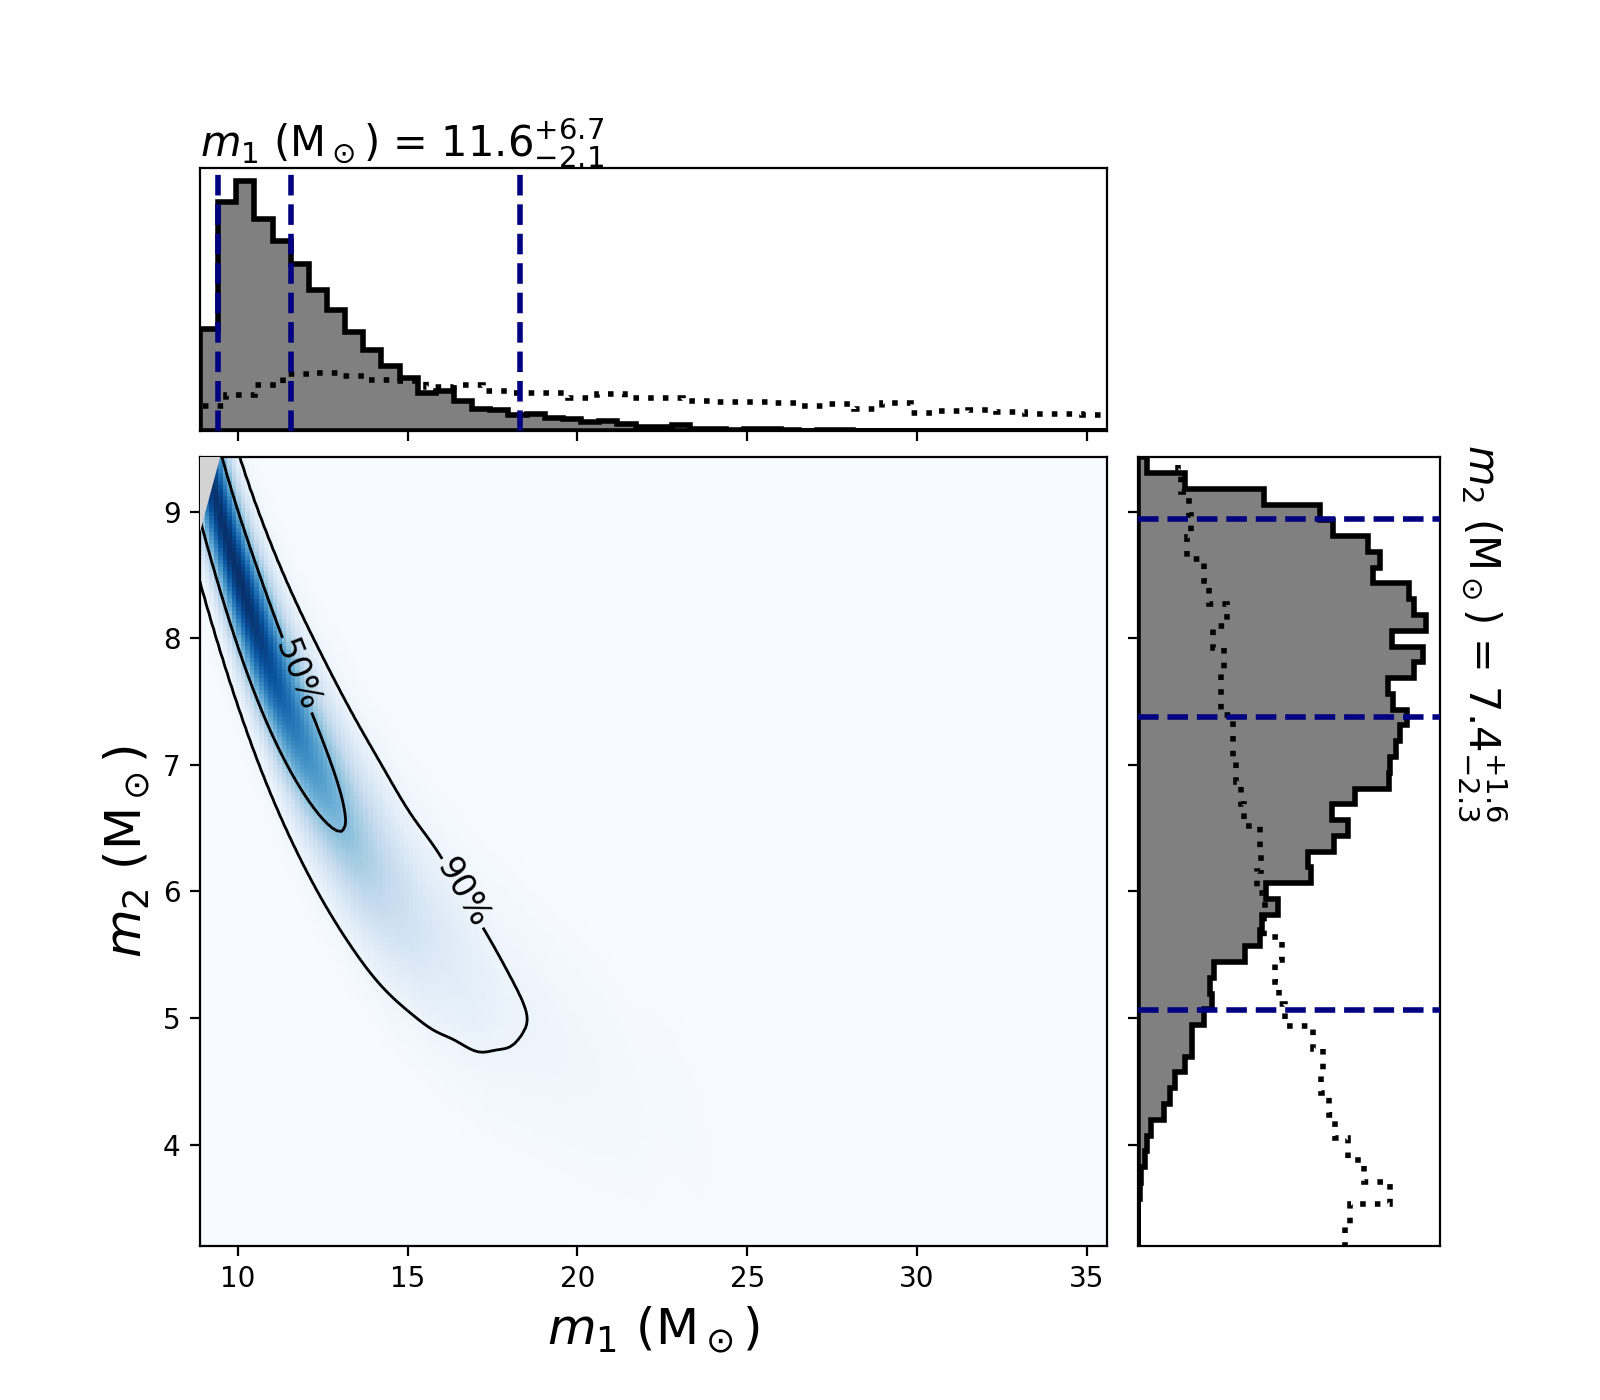 m₁ (M⊙) = 11.6⁺⁶·⁷₋₂.₁
m₂ (M⊙) = 7.4⁺¹·⁶₋₂.₃
9
8
7
6
5
4
m₂ (M⊙)
50%
90%
10 15 20 25 30 35
m₁ (M⊙)